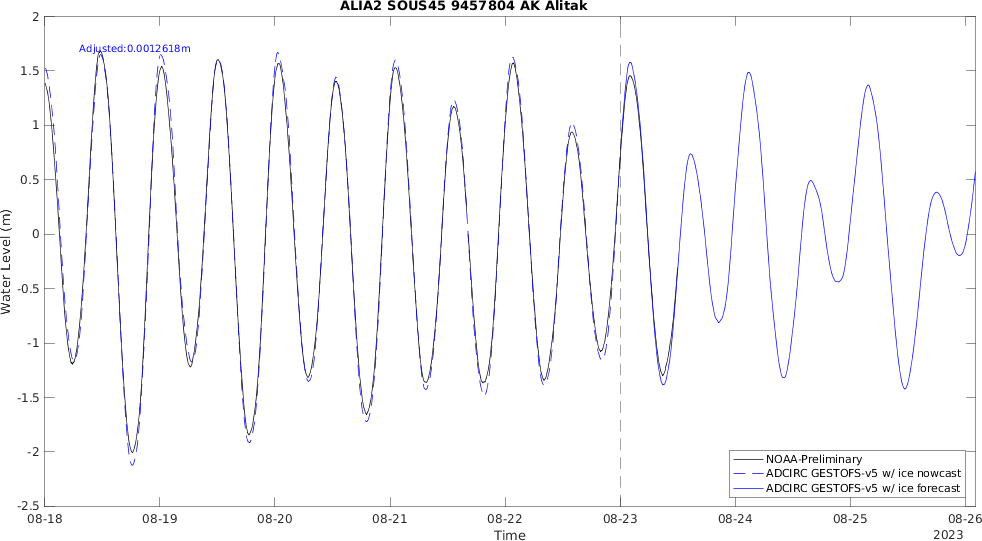 ALIA2 SOUS45 9457804 AK Alitak
Adjusted:0.0012618m
2
1.5
1
0.5
0
-0.5
-1
-1.5
-2
-2.5
Water Level (m)
NOAA-Preliminary
ADCIRC GESTOFS-v5 w/ ice nowcast
ADCIRC GESTOFS-v5 w/ ice forecast
08-18 08-19 08-20 08-21 08-22 08-23 08-24 08-25 08-26
Time
2023